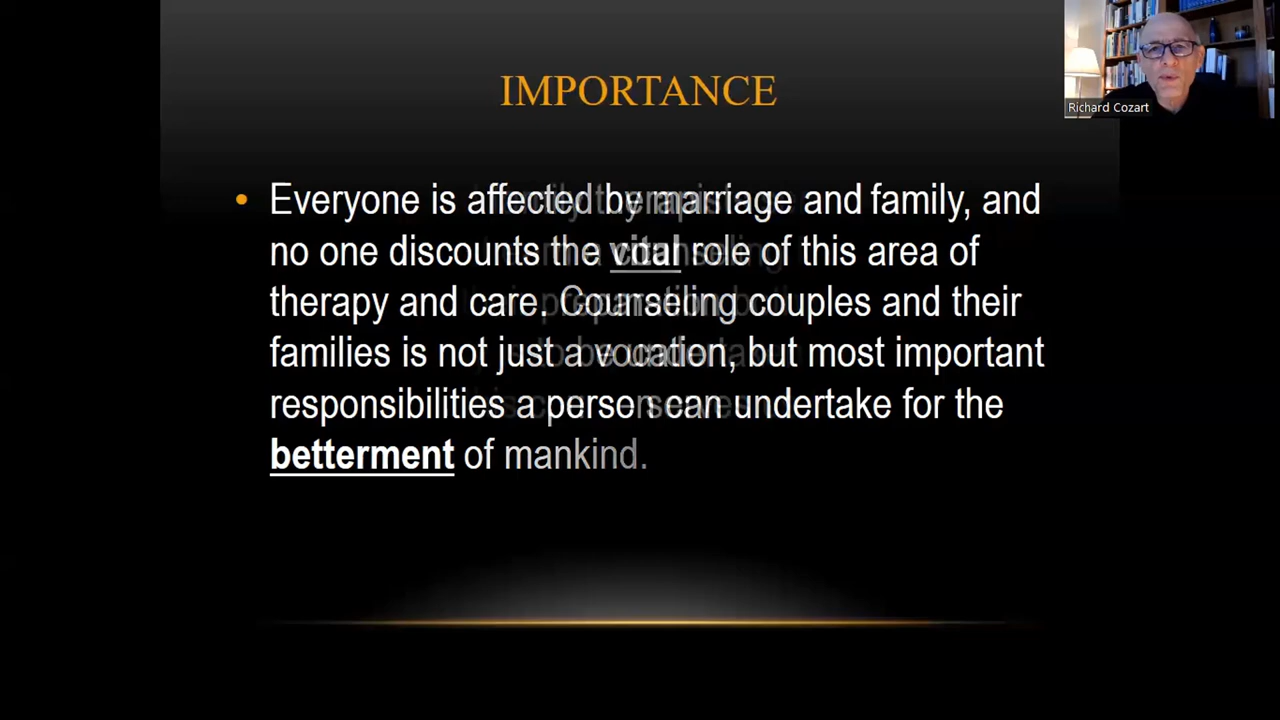 IMPORTANCE
Richard Cozart
• Everyone is affected by marriage and family, and
no one discounts the vital role of this area of
therapy and care. Counseling couples and their
families is not just a vocation, but most important
responsibilities a person can undertake for the
betterment of mankind.